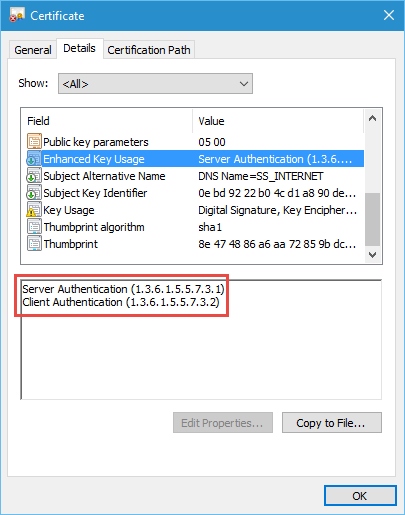 Certificate
General Details Certification Path
Show: <All>
Field Value
Public key parameters 05 00
Enhanced Key Usage Server Authentication (1.3.6....
Subject Alternative Name DNS Name=SS_INTERNET
Subject Key Identifier 0e bd 92 22 b0 4c d1 a8 90 de...
Key Usage Digital Signature, Key Encipher...
Thumbprint algorithm sha1
Thumbprint 8e 47 48 86 a6 aa 72 85 9b dc...
Server Authentication (1.3.6.1.5.5.7.3.1)
Client Authentication (1.3.6.1.5.5.7.3.2)
Edit Properties... Copy to File...
OK